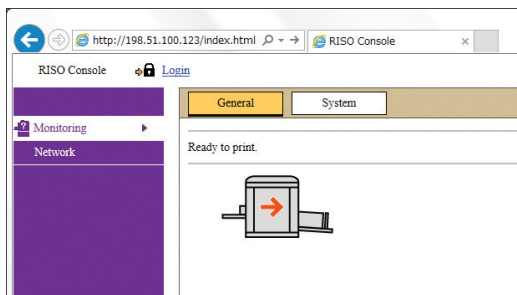 http://198.51.100.123/index.html
RISO Console
RISO Console
Login
General
System
Monitoring
Network
Ready to print.